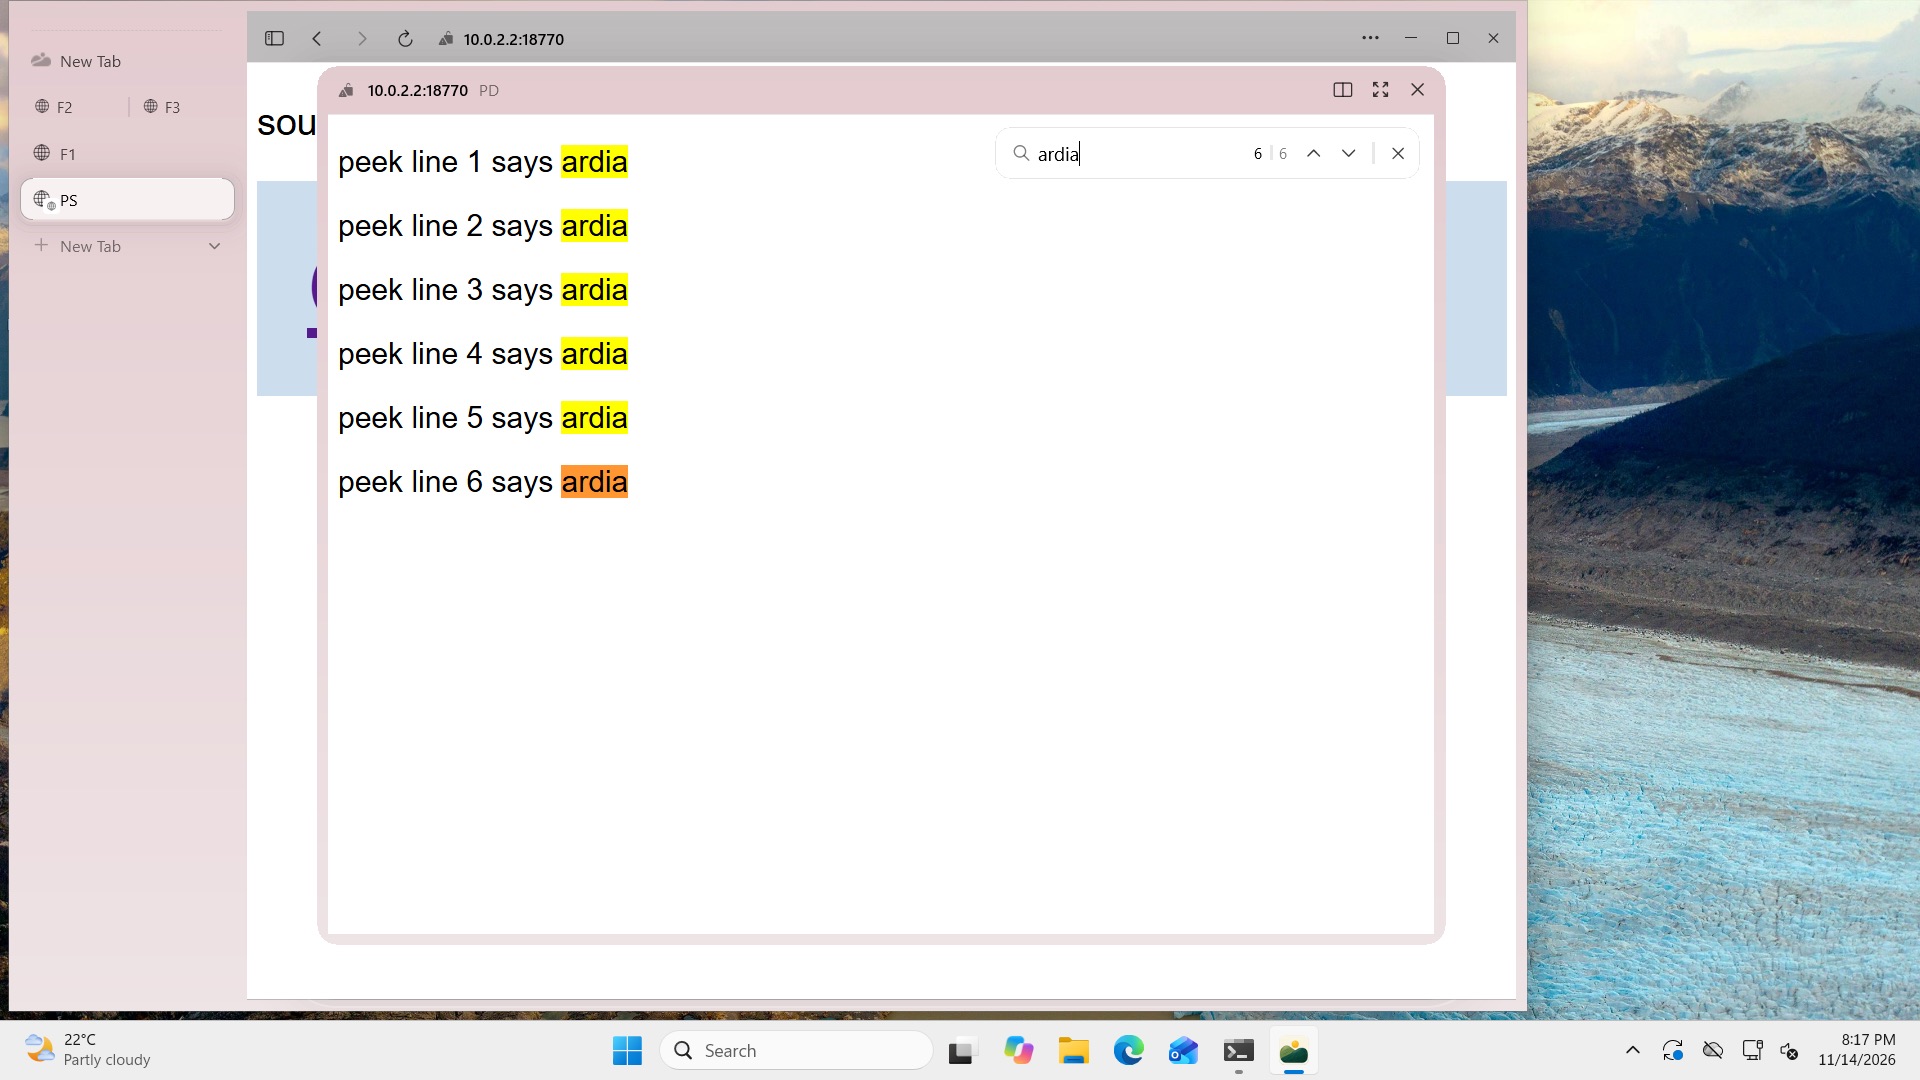 New Tab
F2
F3
F1
PS
New Tab
10.0.2.2:18770
sou
10.0.2.2:18770 PD
ardia
6 6
peek line 1 says ardia
peek line 2 says ardia
peek line 3 says ardia
peek line 4 says ardia
peek line 5 says ardia
peek line 6 says ardia
22°C
Partly cloudy
Search
8:17 PM
11/14/2026